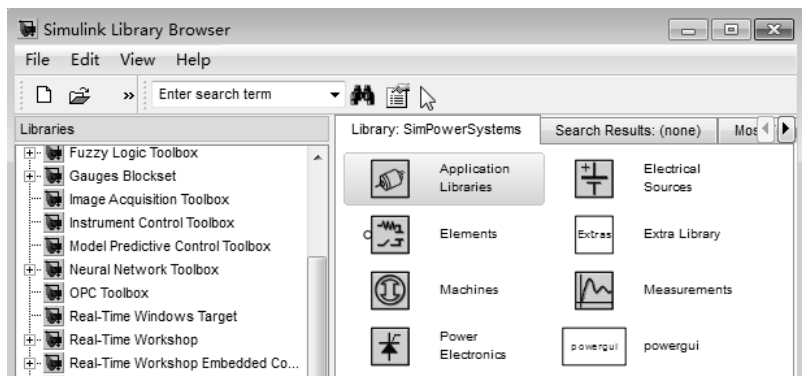 Simulink Library Browser
File Edit View Help
» Enter search term
Libraries
Library: SimPowerSystems Search Results: (none) Mos
Fuzzy Logic Toolbox
Gauges Blockset
Image Acquisition Toolbox
Instrument Control Toolbox
Model Predictive Control Toolbox
Neural Network Toolbox
OPC Toolbox
Real-Time Windows Target
Real-Time Workshop
Real-Time Workshop Embedded Co...
Application
Libraries
Electrical
Sources
Elements
Extras Extra Library
Machines
Measurements
Power
Electronics
powergui powergui